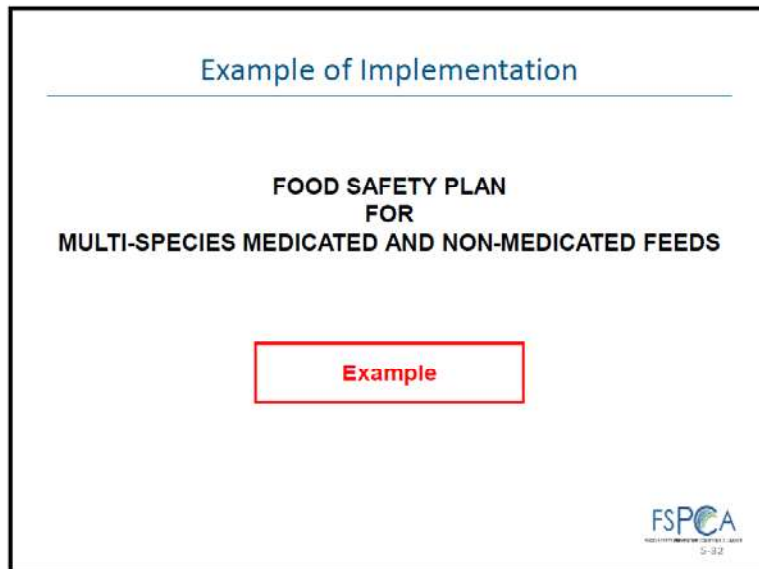 Example of Implementation
FOOD SAFETY PLAN
FOR
MULTI-SPECIES MEDICATED AND NON-MEDICATED FEEDS
Example
FSPCA
5-32